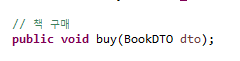 // 책 구매
public void buy(BookDTO dto);